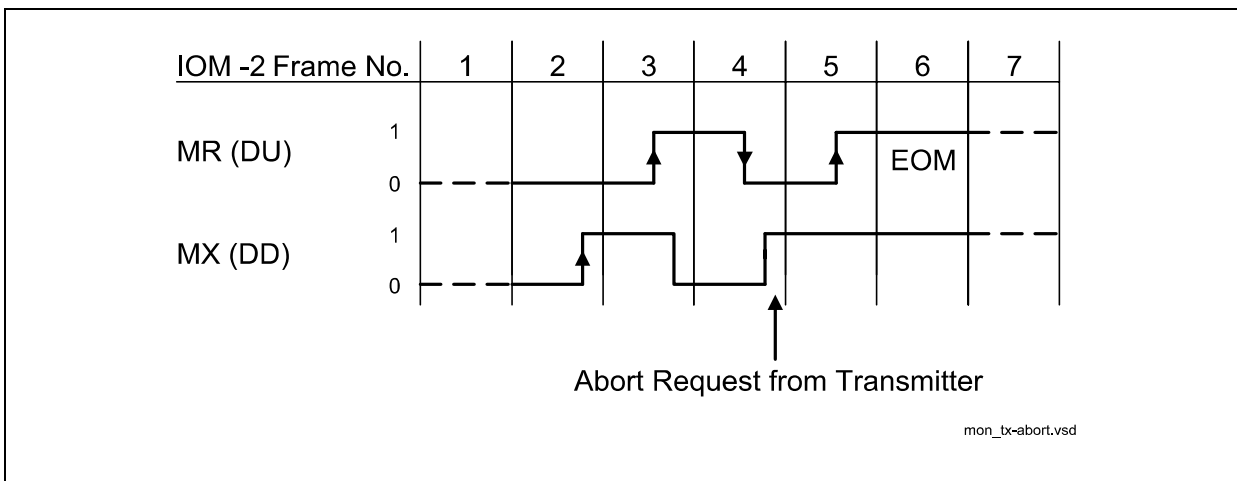 IOM -2 Frame No. 1 2 3 4 5 6 7
1
MR (DU)
EOM
0
1
MX (DD)
0
Abort Request from Transmitter
mon_tx-abort.vsd